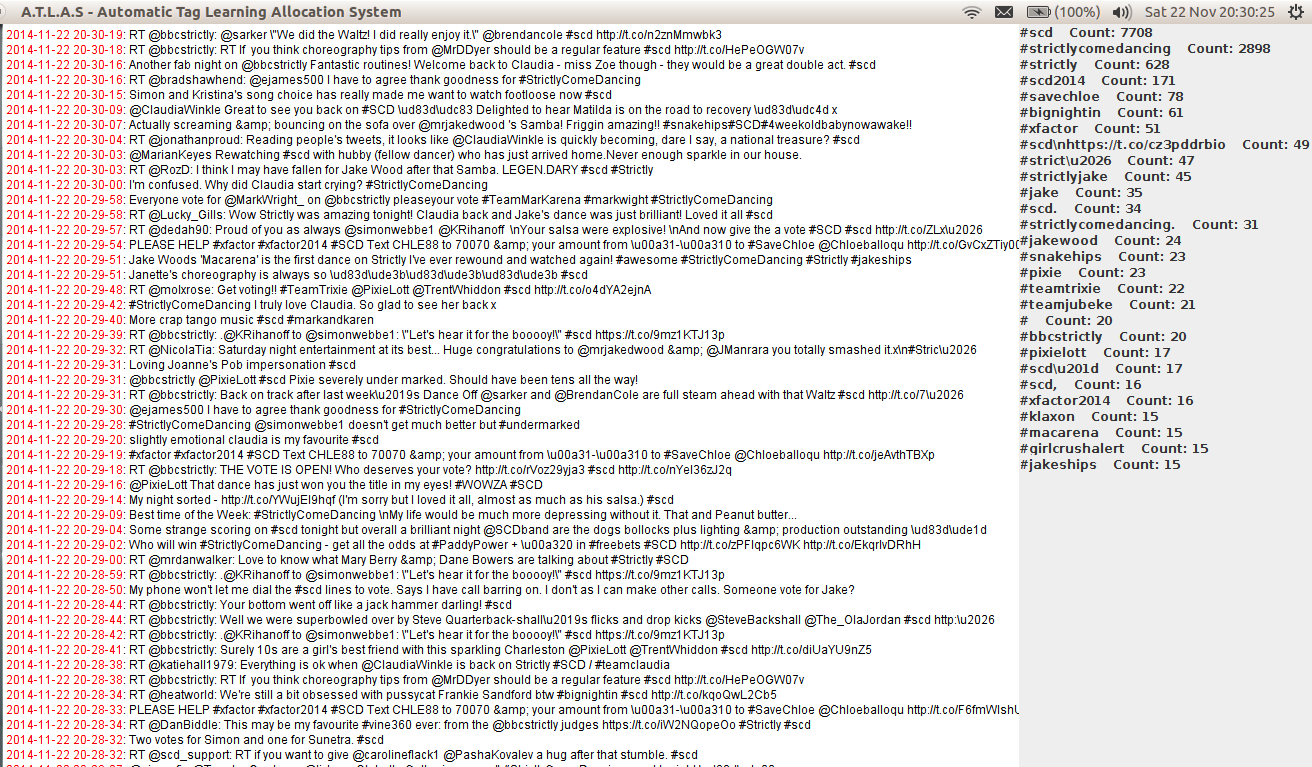 A.T.L.A.S - Automatic Tag Learning Allocation System
(100%)
Sat 22 Nov 20:30:25
2014-11-22 20-30-19: RT @bbcstrictly: @sarker \"We did the Waltz! I did really enjoy it.\" @brendancole #scd http://t.co/n2znMmwbk3
2014-11-22 20-30-18: RT @bbcstrictly: RT If  you think choreography tips from @MrDDyer should be a regular feature #scd http://t.co/HePeOGW07v
2014-11-22 20-30-16: Another fab night on @bbcstrictly Fantastic routines! Welcome back to Claudia - miss Zoe though - they would be a great double act. #scd
2014-11-22 20-30-16: RT @bradshawhend: @ejames500 I have to agree thank goodness for #StrictlyComeDancing
2014-11-22 20-30-15: Simon and Kristina's song choice has really made me want to watch footloose now #scd
2014-11-22 20-30-09: @ClaudiaWinkle Great to see you back on #SCD \ud83d\udc83 Delighted to hear Matilda is on the road to recovery \ud83d\udc4d x
2014-11-22 20-30-07: Actually screaming &amp; bouncing on the sofa over @mrjakedwood 's Samba! Friggin amazing!! #snakehips#SCD#4weekoldbabynowawake!!
2014-11-22 20-30-04: RT @jonathanproud: Reading people's tweets, it looks like @ClaudiaWinkle is quickly becoming, dare I say, a national treasure? #scd
2014-11-22 20-30-03: @MarianKeyes Rewatching #scd with hubby (fellow dancer) who has just arrived home.Never enough sparkle in our house.
2014-11-22 20-30-03: RT @RozD: I think I may have fallen for Jake Wood after that Samba. LEGEN.DARY #scd #Strictly
2014-11-22 20-30-00: I'm confused. Why did Claudia start crying? #StrictlyComeDancing
2014-11-22 20-29-58: Everyone vote for @MarkWright_ on @bbcstrictly pleaseyour vote #TeamMarKarena #markwight #StrictlyComeDancing
2014-11-22 20-29-58: RT @Lucky_Gills: Wow Strictly was amazing tonight! Claudia back and Jake's dance was just brilliant! Loved it all #scd
2014-11-22 20-29-57: RT @dedah90: Proud of you as always @simonwebbe1 @KRihanoff  \nYour salsa were explosive! \nAnd now give the a vote #SCD #scd http://t.co/ZLx\u2026
2014-11-22 20-29-54: PLEASE HELP #xfactor #xfactor2014 #SCD Text CHLE88 to 70070 &amp; your amount from \u00a31-\u00a310 to #SaveChloe @Chloeballoqu http://t.co/GvCxZTiy0
2014-11-22 20-29-51: Jake Woods 'Macarena' is the first dance on Strictly I've ever rewound and watched again! #awesome #StrictlyComeDancing #Strictly #jakeships
2014-11-22 20-29-51: Janette's choreography is always so \ud83d\ude3b\ud83d\ude3b\ud83d\ude3b #scd
2014-11-22 20-29-48: RT @molxrose: Get voting!! #TeamTrixie @PixieLott @TrentWhiddon #scd http://t.co/o4dYA2ejnA
2014-11-22 20-29-42: #StrictlyComeDancing I truly love Claudia. So glad to see her back x
2014-11-22 20-29-40: More crap tango music #scd #markandkaren
2014-11-22 20-29-39: RT @bbcstrictly: .@KRihanoff to @simonwebbe1: \"Let's hear it for the booooy!\" #scd https://t.co/9mz1KTJ13p
2014-11-22 20-29-32: RT @NicolaTia: Saturday night entertainment at its best... Huge congratulations to @mrjakedwood &amp; @JManrara you totally smashed it.x\n#Stric\u2026
2014-11-22 20-29-31: Loving Joanne's Pob impersonation #scd
2014-11-22 20-29-31: @bbcstrictly @PixieLott #scd Pixie severely under marked. Should have been tens all the way!
2014-11-22 20-29-31: RT @bbcstrictly: Back on track after last week\u2019s Dance Off @sarker and @BrendanCole are full steam ahead with that Waltz #scd http://t.co/7\u2026
2014-11-22 20-29-30: @ejames500 I have to agree thank goodness for #StrictlyComeDancing
2014-11-22 20-29-28: #StrictlyComeDancing @simonwebbe1 doesn't get much better but #undermarked
2014-11-22 20-29-20: slightly emotional claudia is my favourite #scd
2014-11-22 20-29-19: #xfactor #xfactor2014 #SCD Text CHLE88 to 70070 &amp; your amount from \u00a31-\u00a310 to #SaveChloe @Chloeballoqu http://t.co/jeAvthTBXp
2014-11-22 20-29-18: RT @bbcstrictly: THE VOTE IS OPEN! Who deserves your vote? http://t.co/rVoz29yja3 #scd http://t.co/nYeI36zJ2q
2014-11-22 20-29-16: @PixieLott That dance has just won you the title in my eyes! #WOWZA #SCD
2014-11-22 20-29-14: My night sorted - http://t.co/YWujEI9hqf (I'm sorry but I loved it all, almost as much as his salsa.) #scd
2014-11-22 20-29-09: Best time of the Week: #StrictlyComeDancing \nMy life would be much more depressing without it. That and Peanut butter...
2014-11-22 20-29-04: Some strange scoring on #scd tonight but overall a brilliant night @SCDband are the dogs bollocks plus lighting &amp; production outstanding \ud83d\ude1d
2014-11-22 20-29-02: Who will win #StrictlyComeDancing - get all the odds at #PaddyPower + \u00a320 in #freebets #SCD http://t.co/zPFIqpc6WK http://t.co/EkqrIvDRhH
2014-11-22 20-29-00: RT @mrdanwalker: Love to know what Mary Berry &amp; Dane Bowers are talking about #Strictly #SCD
2014-11-22 20-28-59: RT @bbcstrictly: .@KRihanoff to @simonwebbe1: \"Let's hear it for the booooy!\" #scd https://t.co/9mz1KTJ13p
2014-11-22 20-28-50: My phone won't let me dial the #scd lines to vote. Says I have call barring on. I don't as I can make other calls. Someone vote for Jake?
2014-11-22 20-28-44: RT @bbcstrictly: Your bottom went off like a jack hammer darling! #scd
2014-11-22 20-28-44: RT @bbcstrictly: Well we were superbowled over by Steve Quarterback-shall\u2019s flicks and drop kicks @SteveBackshall @The_OlaJordan #scd http:\u2026
2014-11-22 20-28-42: RT @bbcstrictly: .@KRihanoff to @simonwebbe1: \"Let's hear it for the booooy!\" #scd https://t.co/9mz1KTJ13p
2014-11-22 20-28-41: RT @bbcstrictly: Surely 10s are a girl's best friend with this sparkling Charleston @PixieLott @TrentWhiddon #scd http://t.co/diUaYU9nZ5
2014-11-22 20-28-38: RT @katiehall1979: Everything is ok when @ClaudiaWinkle is back on Strictly #SCD / #teamclaudia
2014-11-22 20-28-38: RT @bbcstrictly: RT If  you think choreography tips from @MrDDyer should be a regular feature #scd http://t.co/HePeOGW07v
2014-11-22 20-28-34: RT @heatworld: We're still a bit obsessed with pussycat Frankie Sandford btw #bignightin #scd http://t.co/kqoQwL2Cb5
2014-11-22 20-28-33: PLEASE HELP #xfactor #xfactor2014 #SCD Text CHLE88 to 70070 &amp; your amount from \u00a31-\u00a310 to #SaveChloe @Chloeballoqu http://t.co/F6fmWIsh
2014-11-22 20-28-33: RT @DanBiddle: This may be my favourite #vine360 ever: from the @bbcstrictly judges https://t.co/iW2NQopeOo #Strictly #scd
2014-11-22 20-28-32: Two votes for Simon and one for Sunetra. #scd
2014-11-22 20-28-32: RT @scd_support: RT if you want to give @carolineflack1 @PashaKovalev a hug after that stumble. #scd
#scd Count: 7708
#strictlycomedancing Count: 2898
#strictly Count: 628
#scd2014 Count: 171
#savechloe Count: 78
#bignightin Count: 61
#xfactor Count: 51
#scd\nhttps://t.co/cz3pddrbio Count: 49
#strict\u2026 Count: 47
#strictlyjake Count: 45
#jake Count: 35
#scd. Count: 34
#strictlycomedancing. Count: 31
#jakewood Count: 24
#snakehips Count: 23
#pixie Count: 23
#teamtrixie Count: 22
#teamjubeke Count: 21
# Count: 20
#bbcstrictly Count: 20
#pixielott Count: 17
#scd\u201d Count: 17
#scd, Count: 16
#xfactor2014 Count: 16
#klaxon Count: 15
#macarena Count: 15
#girlcrushalert Count: 15
#jakeships Count: 15